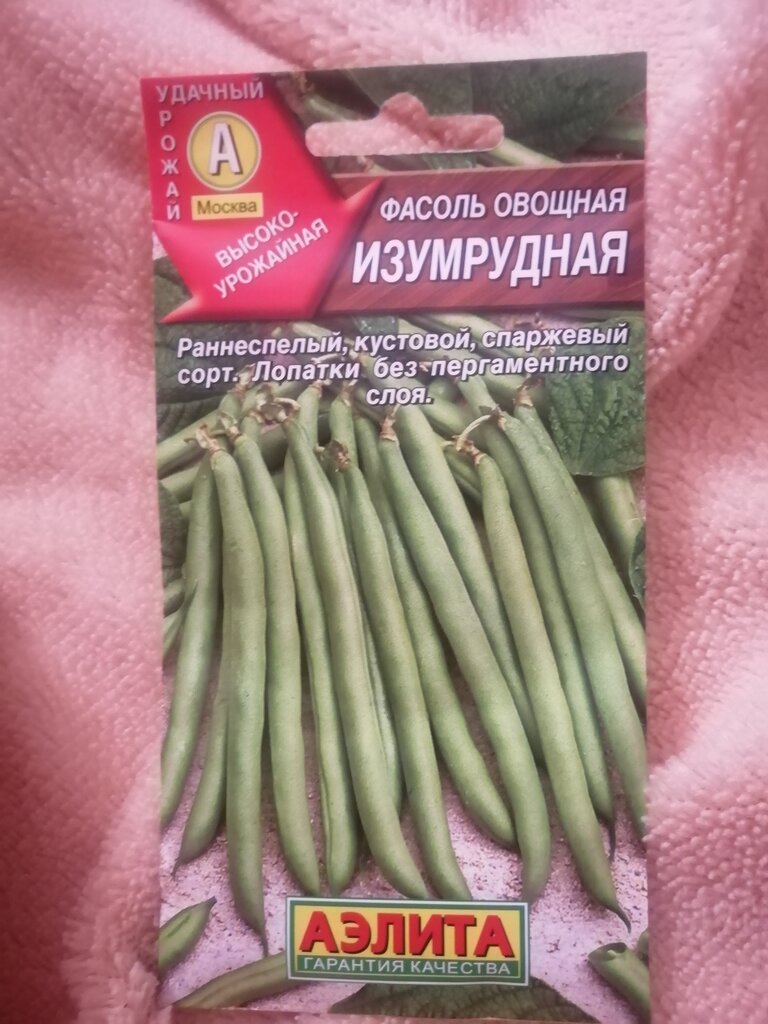 УДАЧНЫЙ
УРОЖАЙ
А
Москва
ВЫСОКО-
УРОЖАЙНАЯ
ФАСОЛЬ ОВОЩНАЯ
ИЗУМРУДНАЯ
Раннеспелый, кустовой, спаржевый
сорт. Лопатки без пергаментного
слоя.
АЭЛИТА
ГАРАНТИЯ КАЧЕСТВА